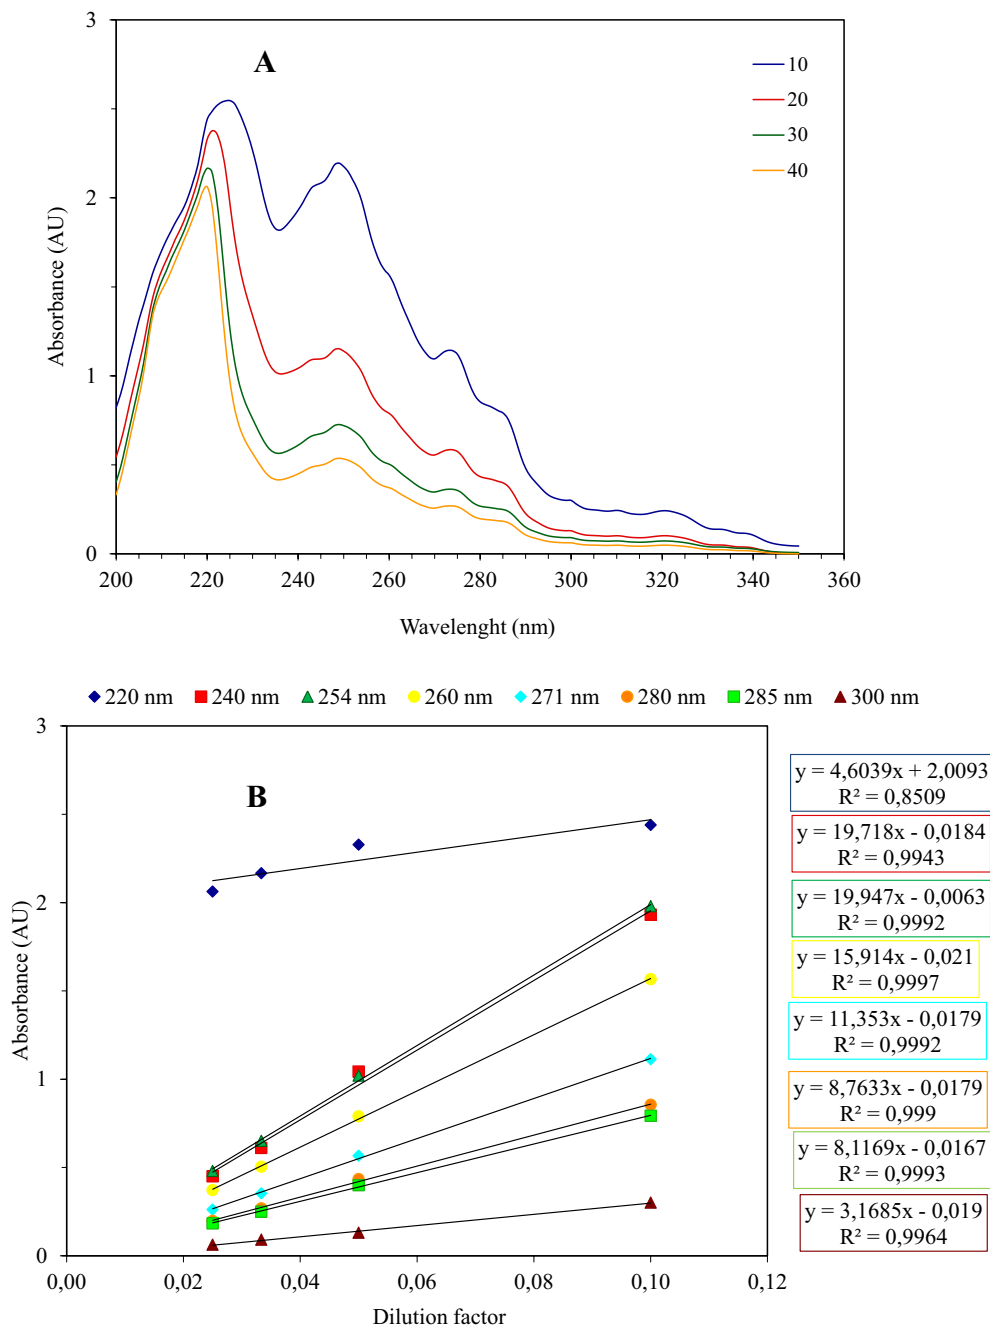 3
A
10
20
30
40
2
1
0
Absorbance (AU)
200 220 240 260 280 300 320 340 360
Wavelenght (nm)
220 nm 240 nm 254 nm 260 nm 271 nm 280 nm 285 nm 300 nm
3
B
2
1
0
Absorbance (AU)
0,00 0,02 0,04 0,06 0,08 0,10 0,12
Dilution factor
y = 4,6039x + 2,0093
R² = 0,8509
y = 19,718x - 0,0184
R² = 0,9943
y = 19,947x - 0,0063
R² = 0,9992
y = 15,914x - 0,021
R² = 0,9997
y = 11,353x - 0,0179
R² = 0,9992
y = 8,7633x - 0,0179
R² = 0,999
y = 8,1169x - 0,0167
R² = 0,9993
y = 3,1685x - 0,019
R² = 0,9964